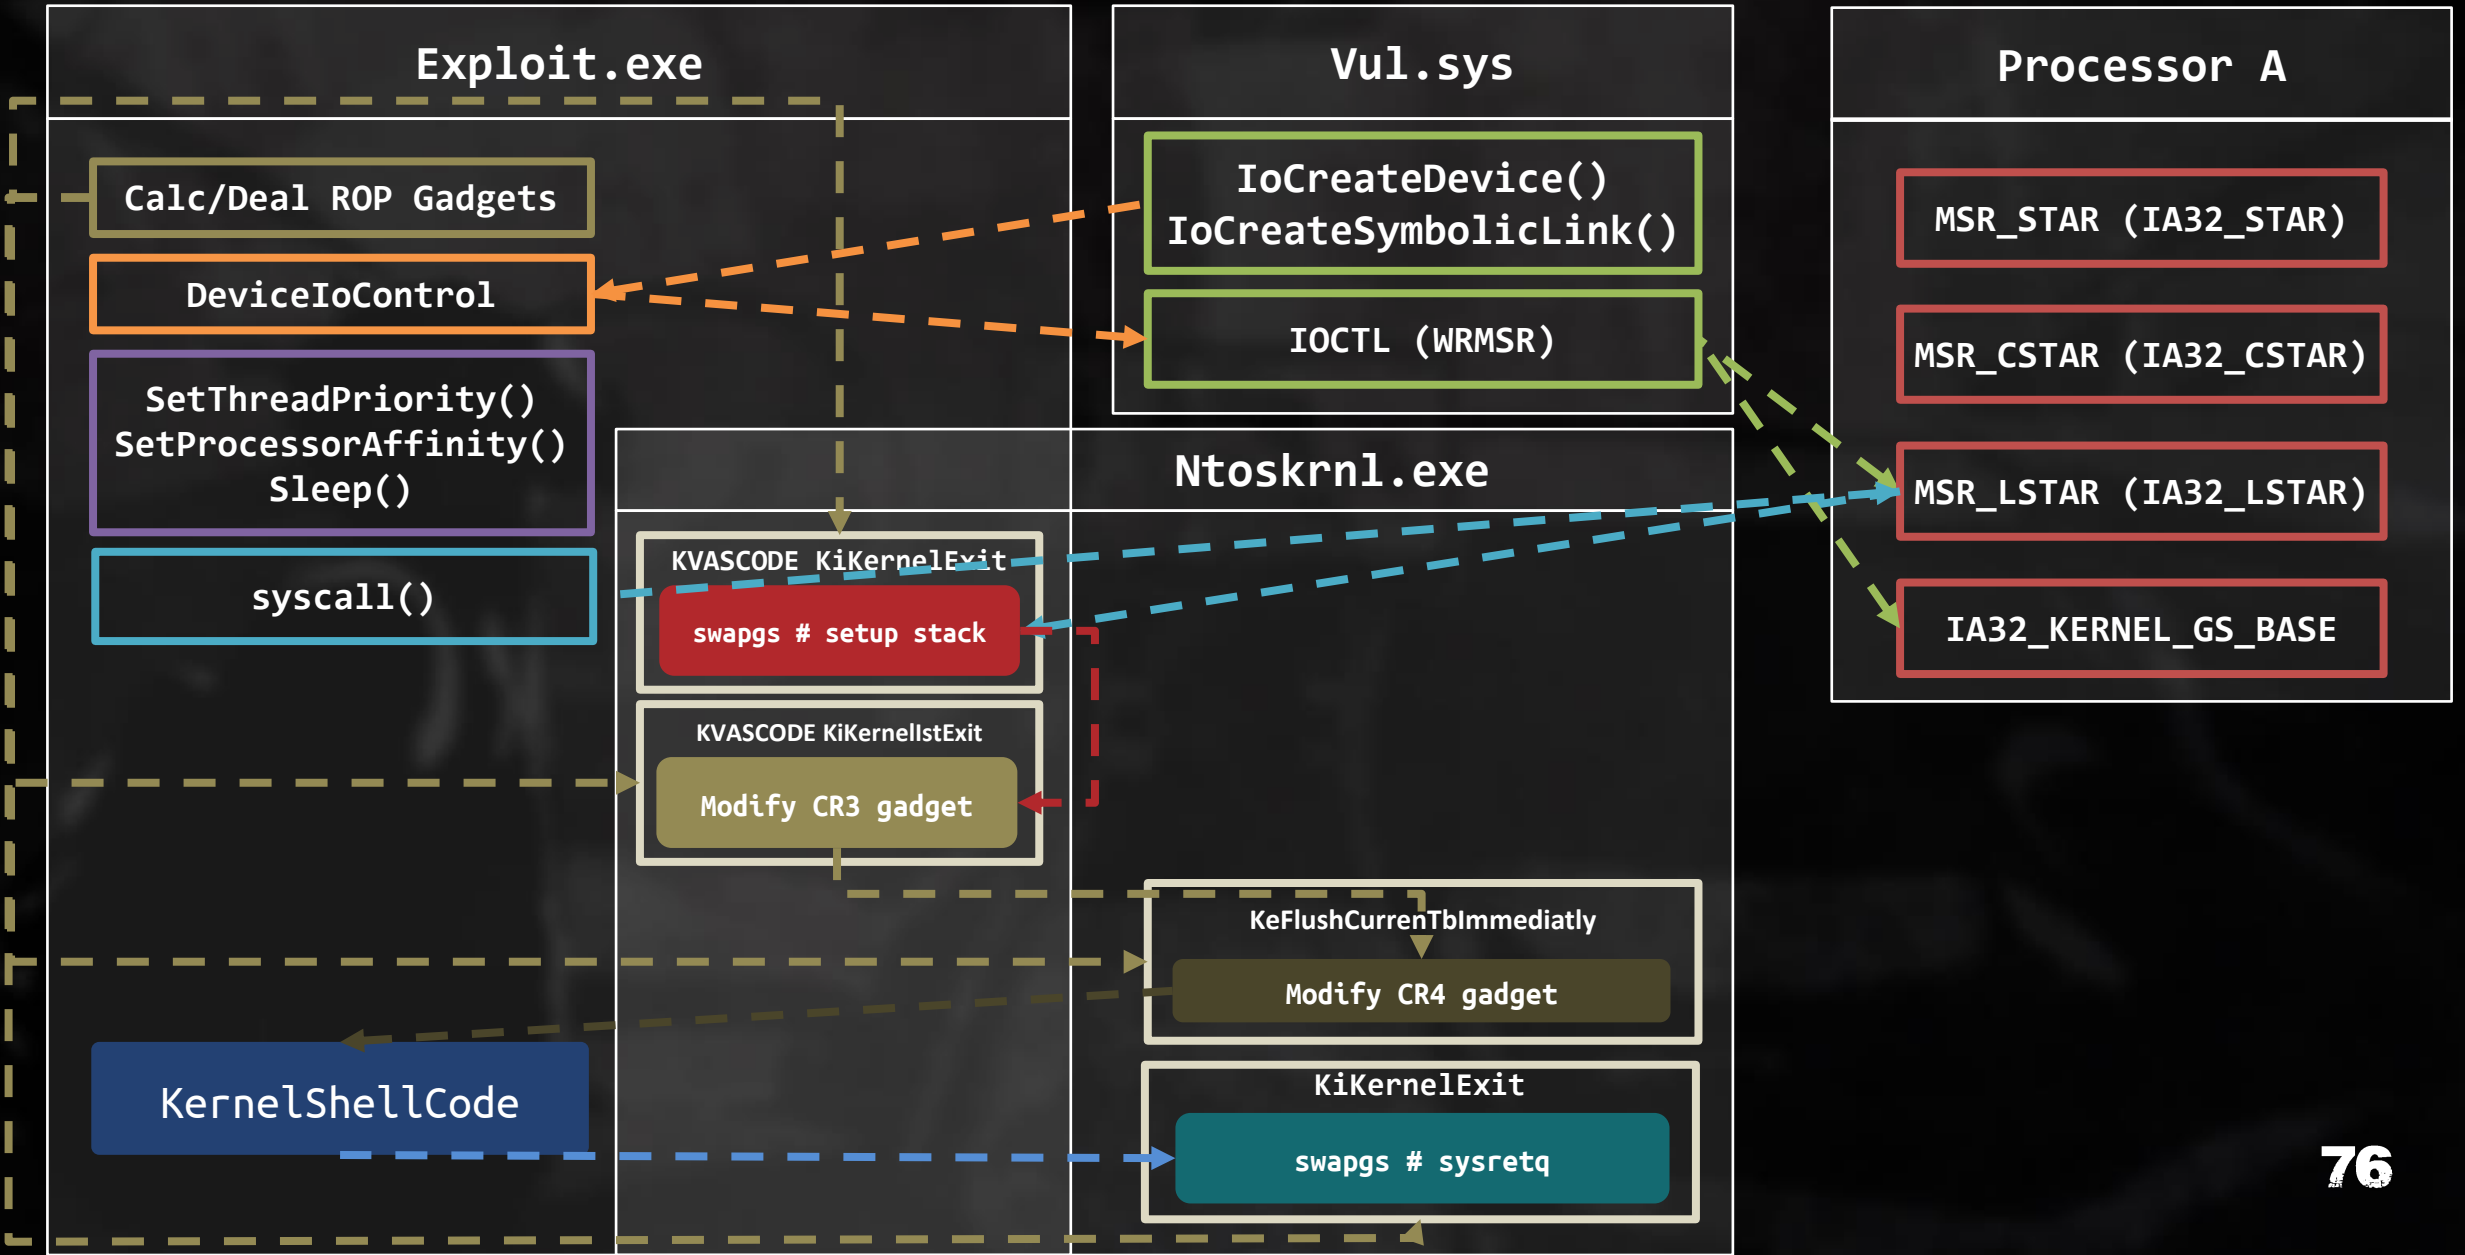 Exploit.exe
Calc/Deal ROP Gadgets
DeviceIoControl
SetThreadPriority()
SetProcessorAffinity()
Sleep()
syscall()
KernelShellCode
Vul.sys
IoCreateDevice()
IoCreateSymbolicLink()
IOCTL (WRMSR)
Ntoskrnl.exe
KVASCODE KiKernelExit
swapgs # setup stack
KVASCODE KiKernelIstExit
Modify CR3 gadget
KeFlushCurrenTbImmediatly
Modify CR4 gadget
KiKernelExit
swapgs # sysretq
Processor A
MSR_STAR (IA32_STAR)
MSR_CSTAR (IA32_CSTAR)
MSR_LSTAR (IA32_LSTAR)
IA32_KERNEL_GS_BASE
76